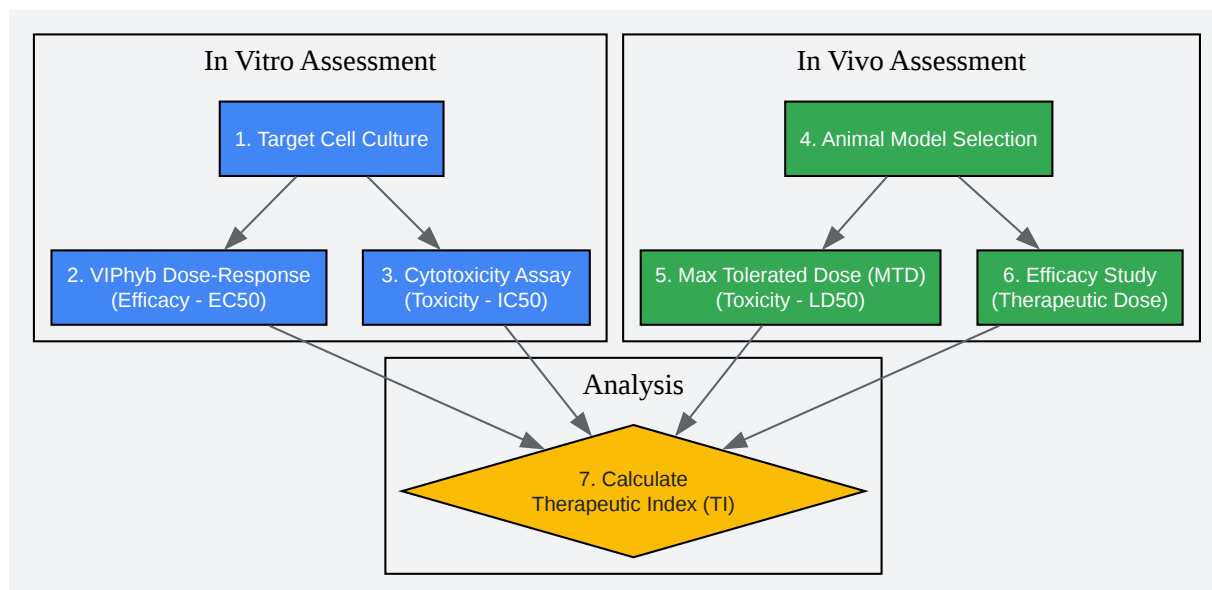 In Vitro Assessment
1. Target Cell Culture
2. VIPhyb Dose-Response
(Efficacy - EC50)
3. Cytotoxicity Assay
(Toxicity - IC50)
In Vivo Assessment
4. Animal Model Selection
5. Max Tolerated Dose (MTD)
(Toxicity - LD50)
6. Efficacy Study
(Therapeutic Dose)
Analysis
7. Calculate
Therapeutic Index (TI)